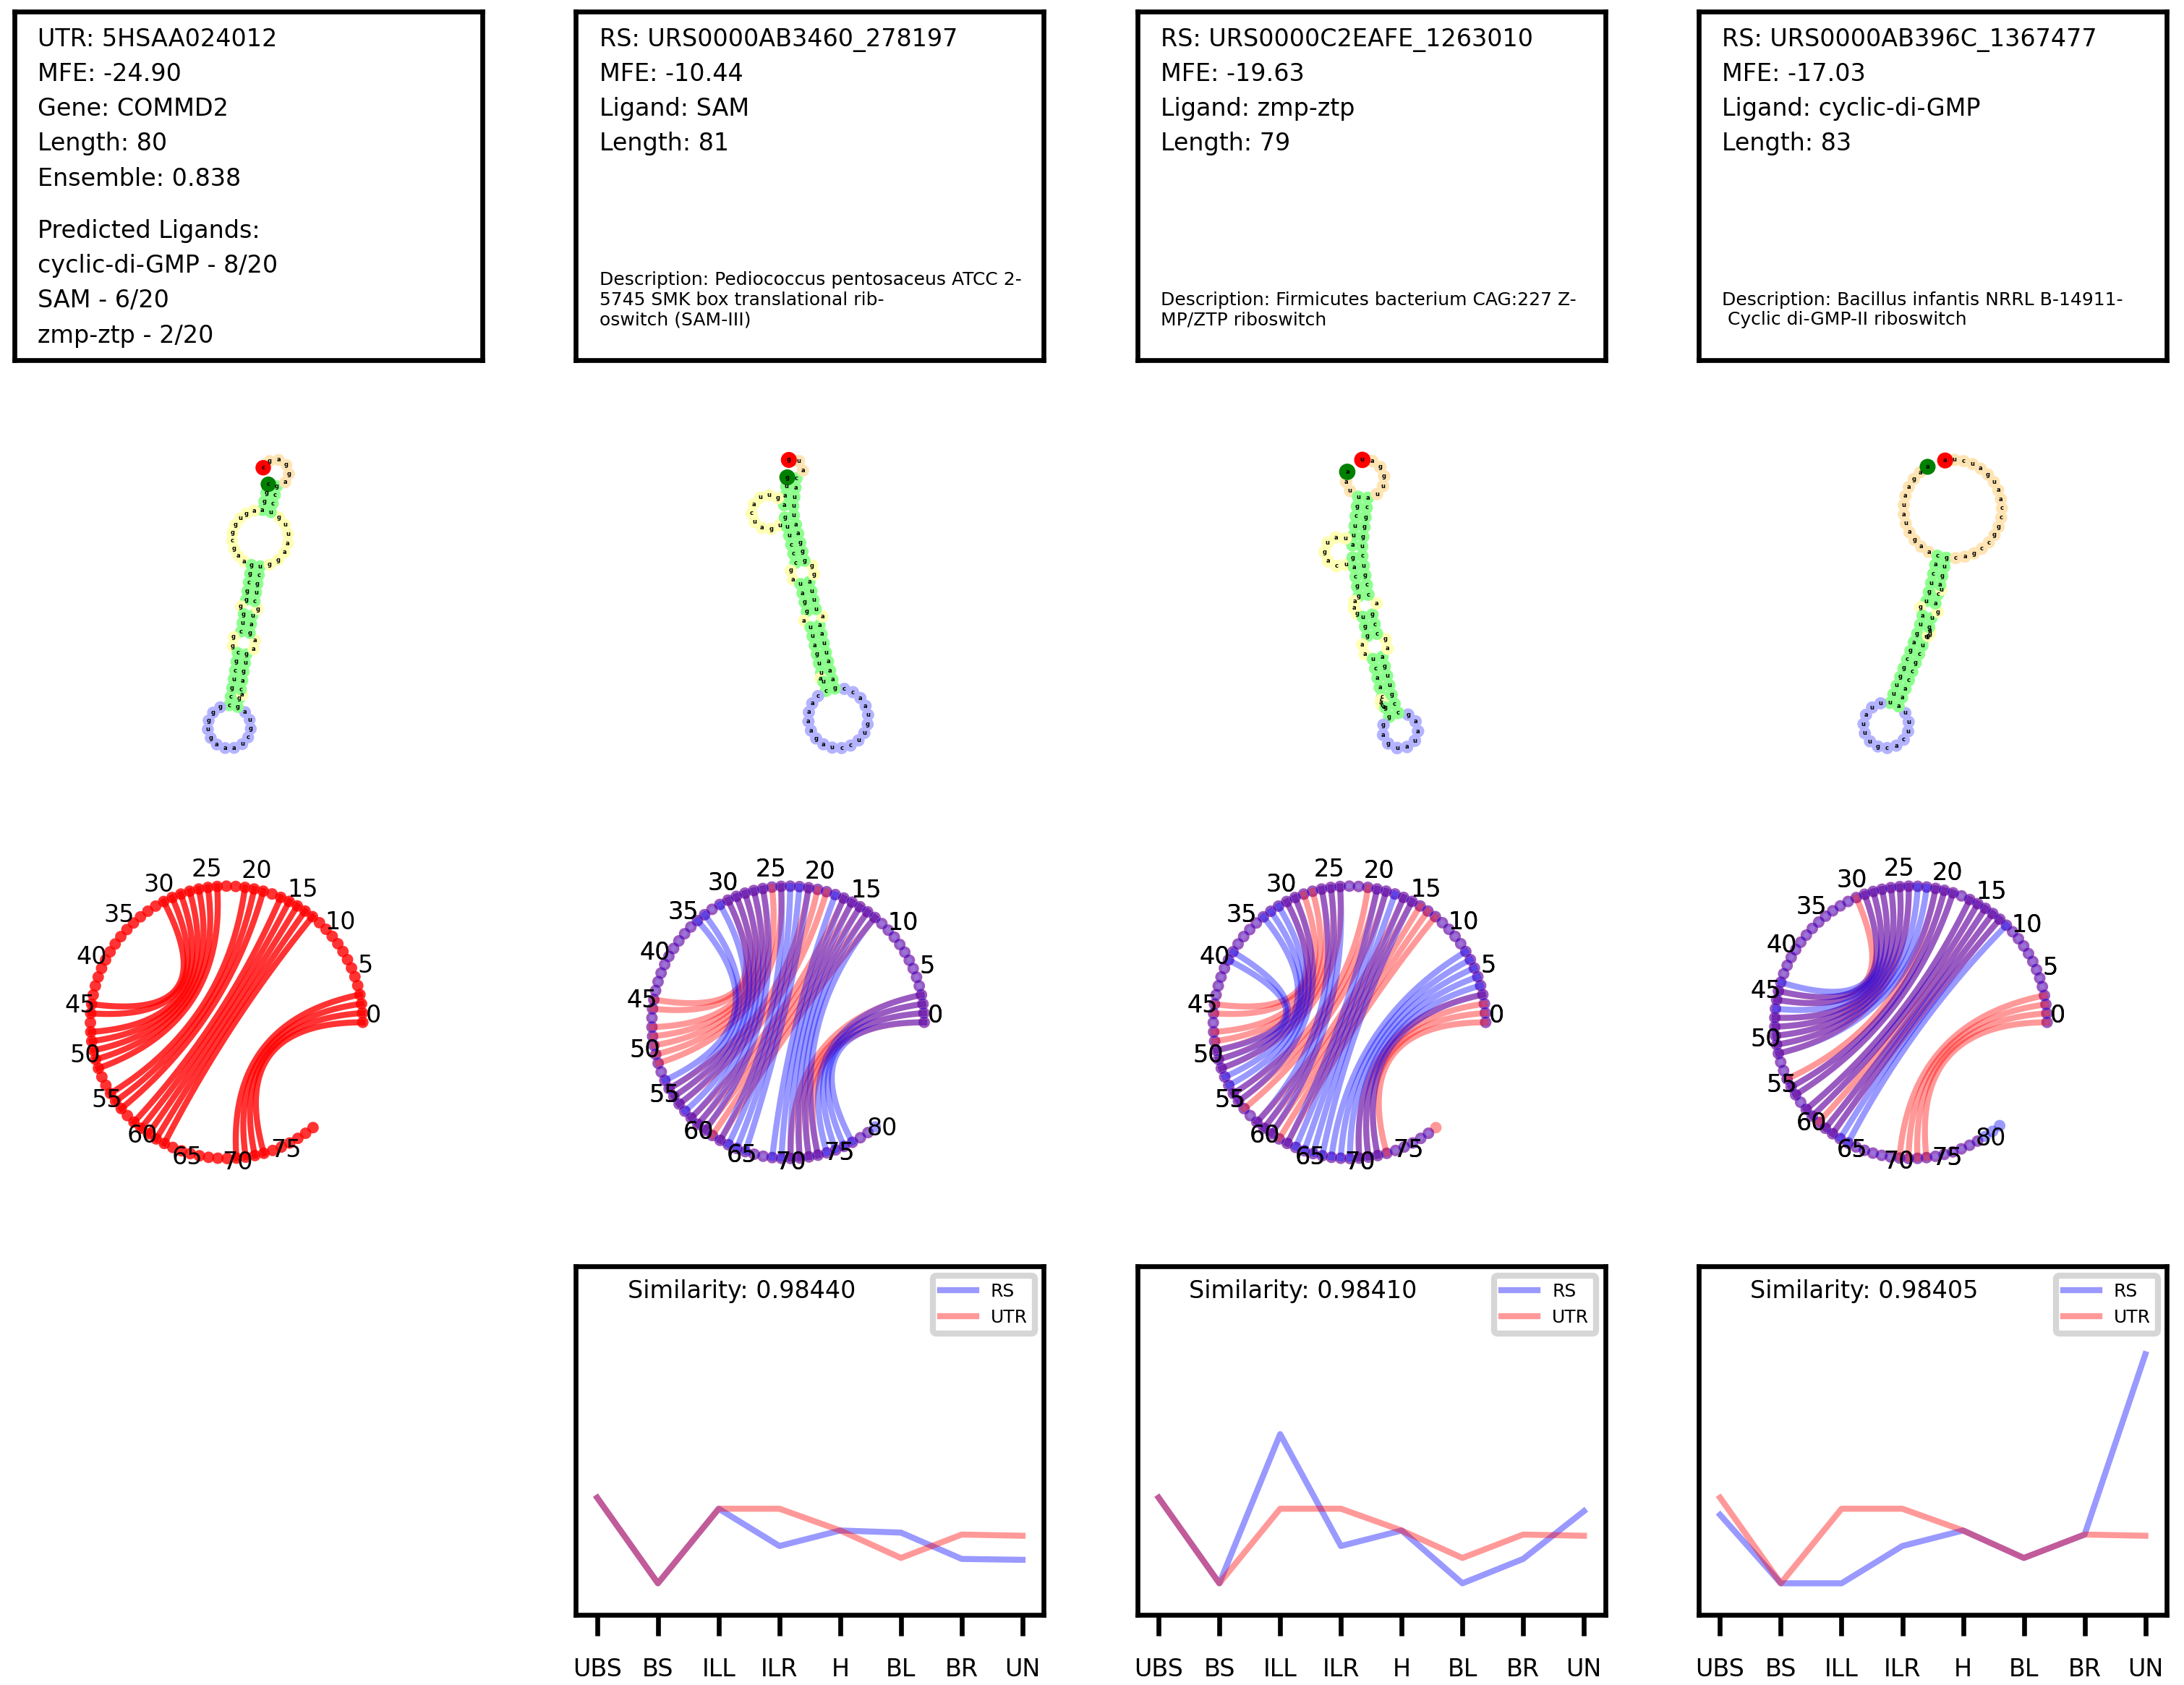 UTR: 5HSAA024012
MFE: -24.90
Gene: COMMD2
Length: 80
Ensemble: 0.838
Predicted Ligands:
cyclic-di-GMP - 8/20
SAM - 6/20
zmp-ztp - 2/20
RS: URS0000AB3460_278197
MFE: -10.44
Ligand: SAM
Length: 81
Description: Pediococcus pentosaceus ATCC 2-
5745 SMK box translational rib-
oswitch (SAM-III)
RS: URS0000C2EAFE_1263010
MFE: -19.63
Ligand: zmp-ztp
Length: 79
Description: Firmicutes bacterium CAG:227 Z-
MP/ZTP riboswitch
RS: URS0000AB396C_1367477
MFE: -17.03
Ligand: cyclic-di-GMP
Length: 83
Description: Bacillus infantis NRRL B-14911-
Cyclic di-GMP-II riboswitch
0
5
10
15
20
25
30
35
40
45
50
55
60
65
70
75
0
5
10
15
20
25
30
35
40
45
50
55
60
65
70
75
80
0
5
10
15
20
25
30
35
40
45
50
55
60
65
70
75
0
5
10
15
20
25
30
35
40
45
50
55
60
65
70
75
80
Similarity: 0.98440
RS
UTR
UBS BS ILL ILR H BL BR UN
Similarity: 0.98410
RS
UTR
UBS BS ILL ILR H BL BR UN
Similarity: 0.98405
RS
UTR
UBS BS ILL ILR H BL BR UN